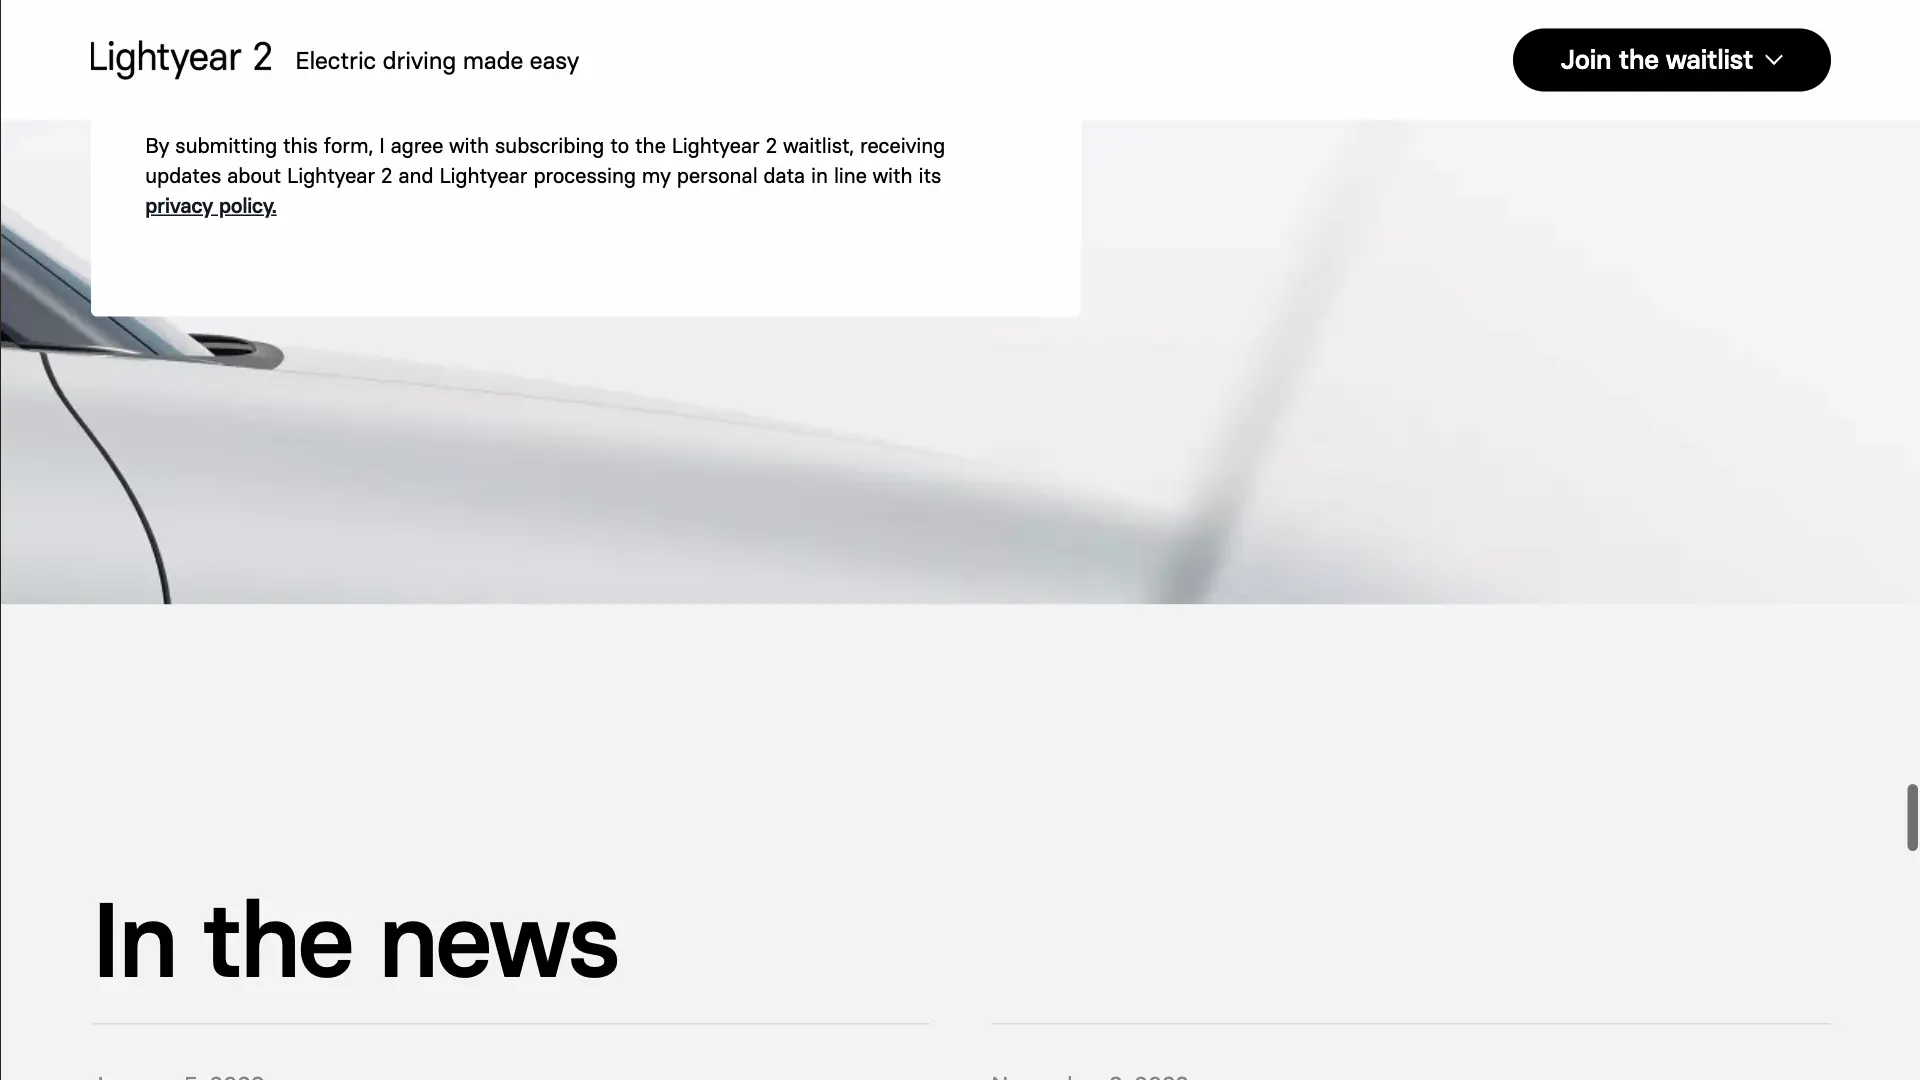 Lightyear 2 Electric driving made easy
Join the waitlist
By submitting this form, I agree with subscribing to the Lightyear 2 waitlist, receiving
updates about Lightyear 2 and Lightyear processing my personal data in line with its
privacy policy.
In the news